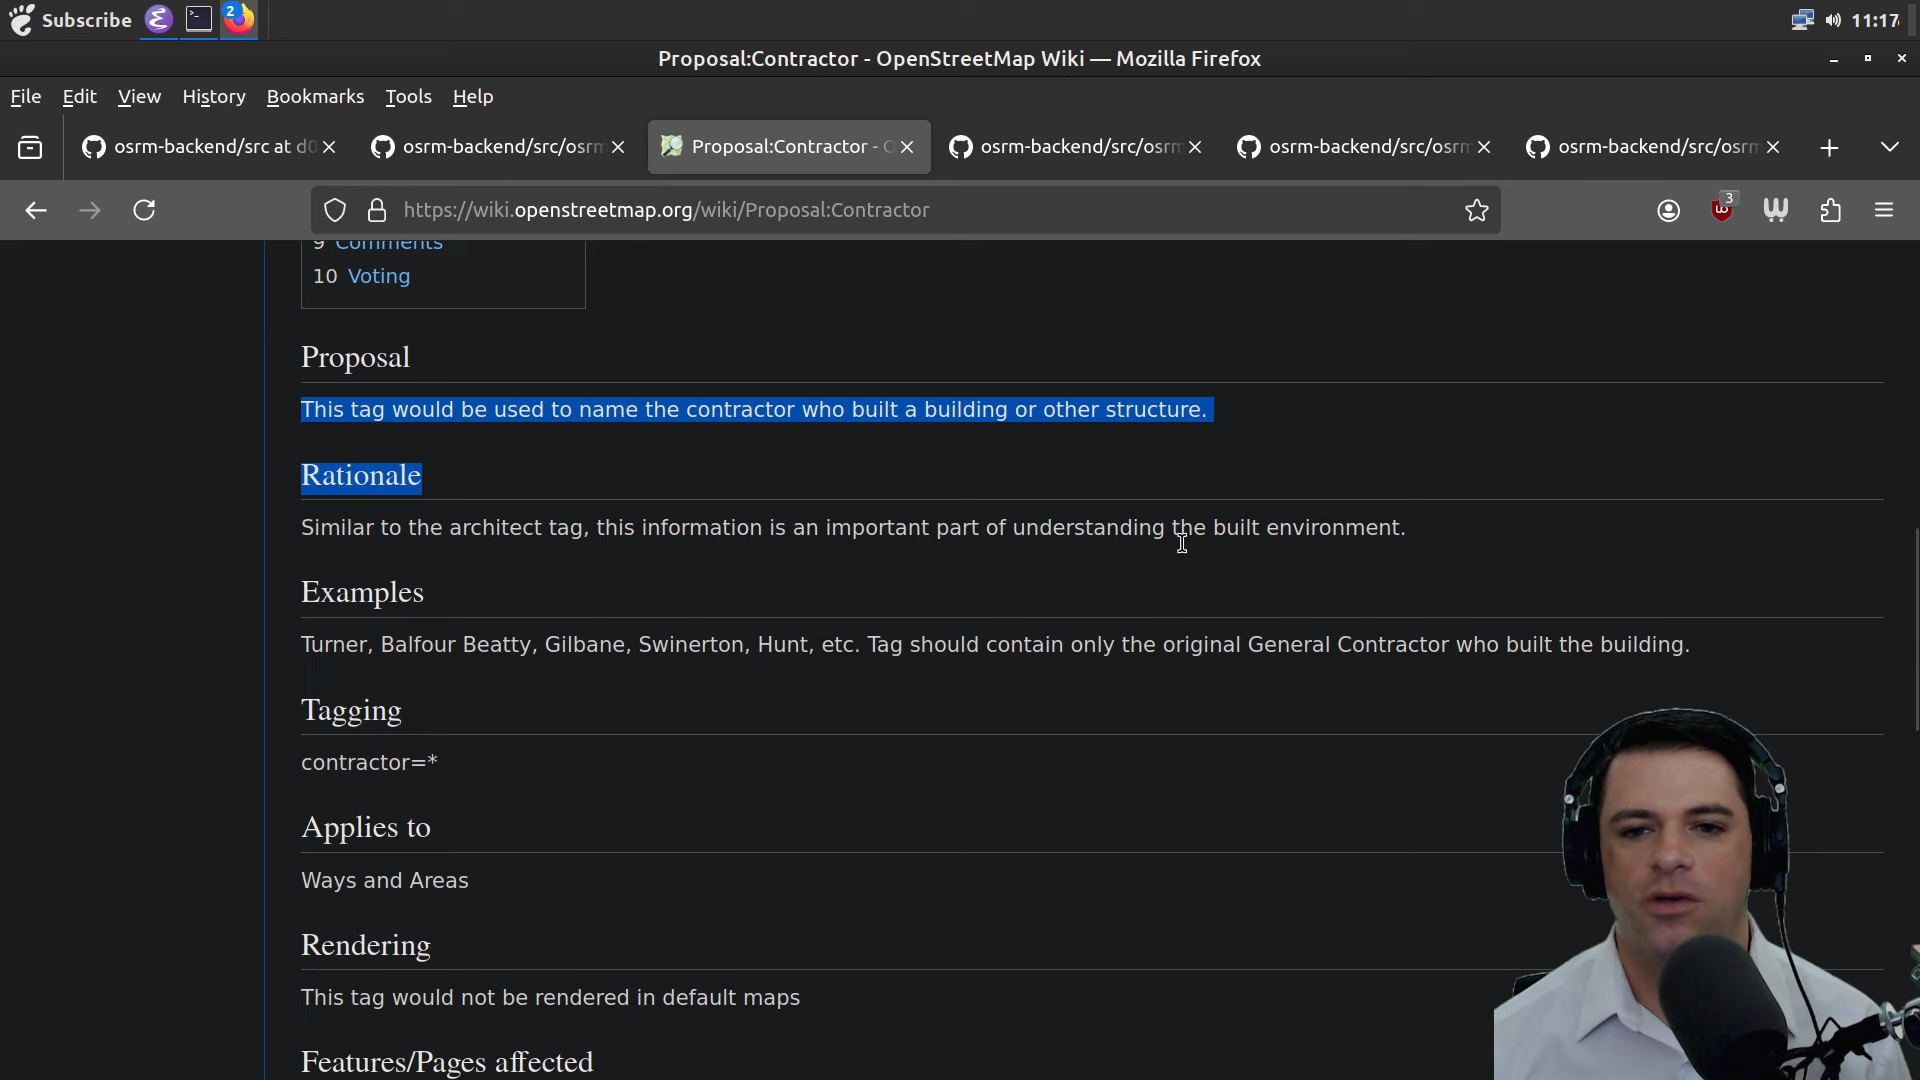 Subscribe
2
11:17
Proposal:Contractor - OpenStreetMap Wiki — Mozilla Firefox
File Edit View History Bookmarks Tools Help
osrm-backend/src at d0
osrm-backend/src/osrm
Proposal:Contractor - O
osrm-backend/src/osrm
osrm-backend/src/osrm
osrm-backend/src/osrm
https://wiki.openstreetmap.org/wiki/Proposal:Contractor
3
9 Comments
10 Voting
Proposal
This tag would be used to name the contractor who built a building or other structure.
Rationale
Similar to the architect tag, this information is an important part of understanding the built environment.
Examples
Turner, Balfour Beatty, Gilbane, Swinerton, Hunt, etc. Tag should contain only the original General Contractor who built the building.
Tagging
contractor=*
Applies to
Ways and Areas
Rendering
This tag would not be rendered in default maps
Features/Pages affected